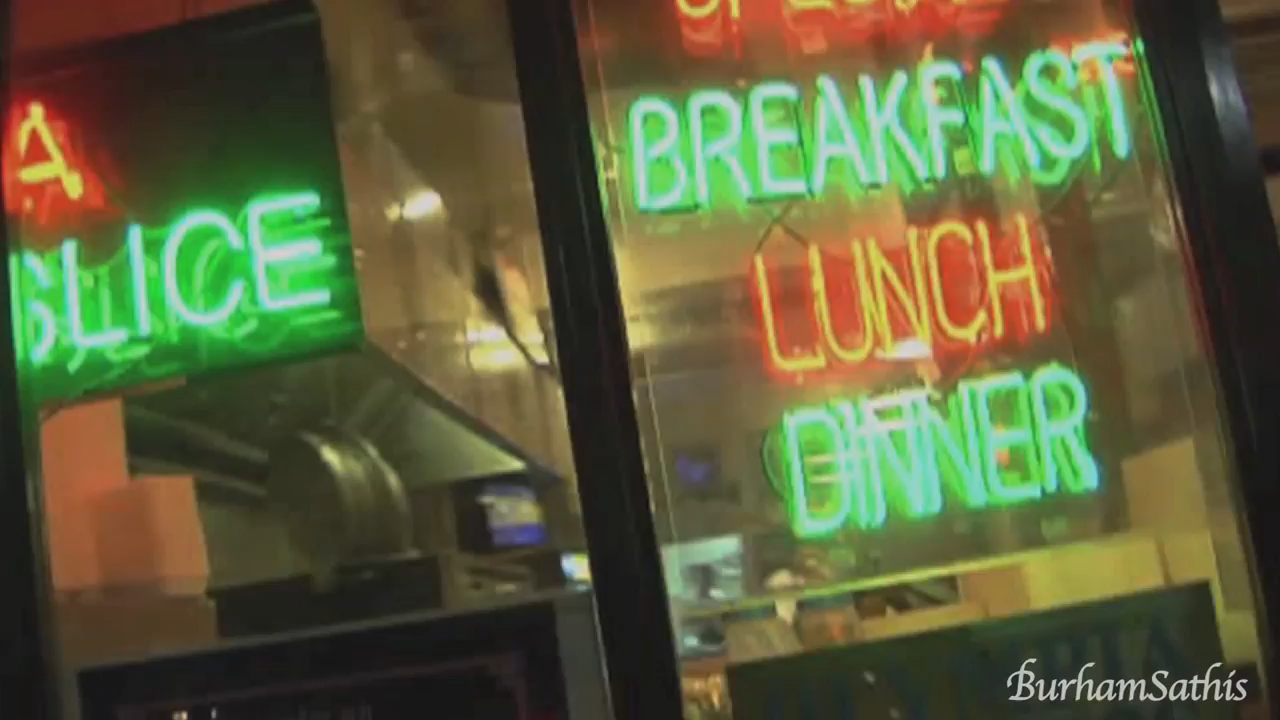 A
SLICE
BREAKFAST
LUNCH
DINNER
BurhamSathis